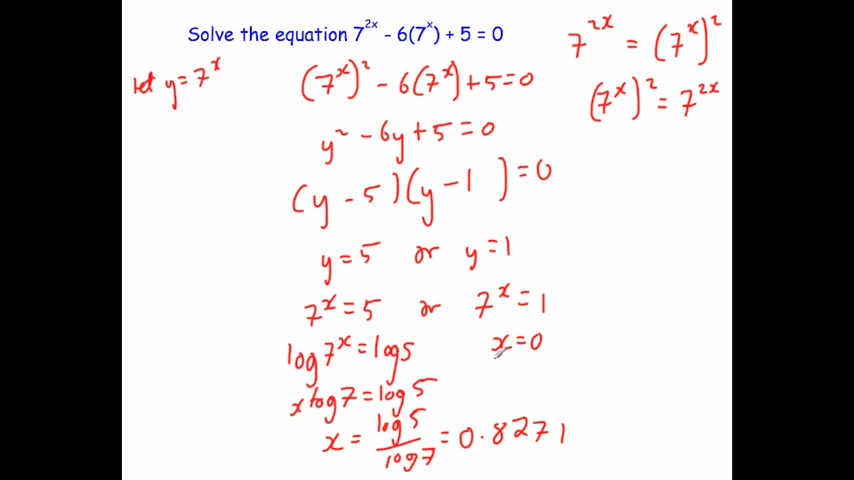 Solve the equation 7^{2x} - 6(7^x) + 5 = 0
7^{2x} = (7^x)^2
let y = 7^x
(7^x)^2 - 6(7^x) + 5 = 0
(7^x)^2 = 7^{2x}
y^2 - 6y + 5 = 0
(y - 5)(y - 1) = 0
y = 5 or y = 1
7^x = 5 or 7^x = 1
log 7^x = log 5
x = 0
x log 7 = log 5
x = log 5 / log 7 = 0.8271